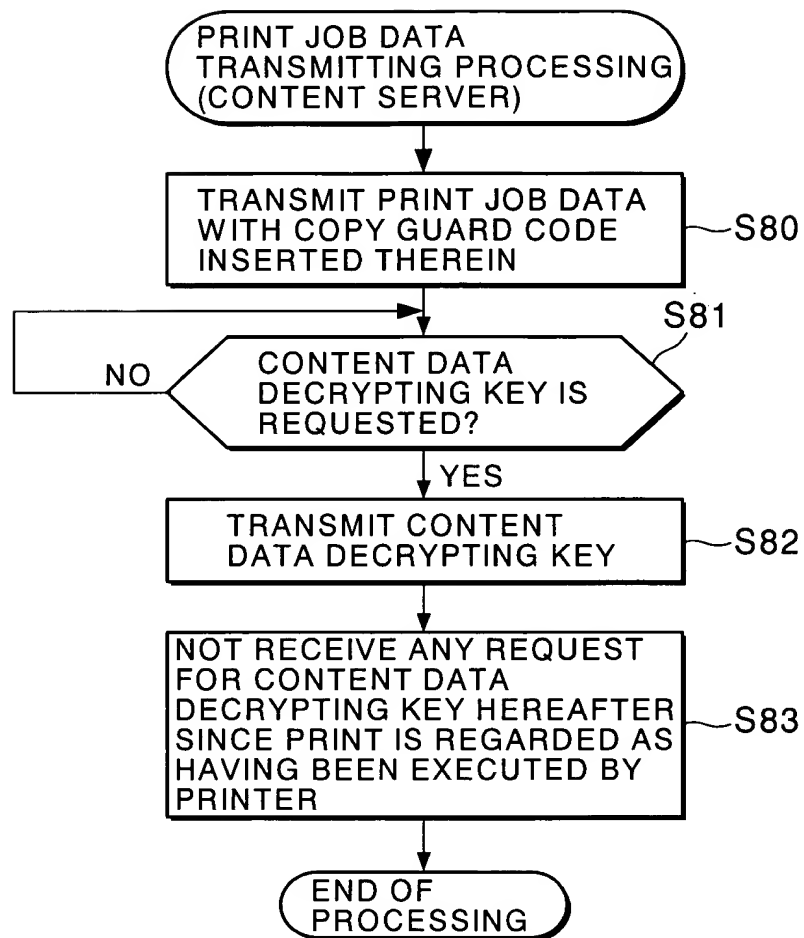 PRINT JOB DATA
TRANSMITTING PROCESSING
(CONTENT SERVER)
TRANSMIT PRINT JOB DATA
WITH COPY GUARD CODE
INSERTED THEREIN
S80
S81
CONTENT DATA
DECRYPTING KEY IS
REQUESTED?
NO
YES
TRANSMIT CONTENT
DATA DECRYPTING KEY
S82
NOT RECEIVE ANY REQUEST
FOR CONTENT DATA
DECRYPTING KEY HEREAFTER
SINCE PRINT IS REGARDED AS
HAVING BEEN EXECUTED BY
PRINTER
S83
END OF
PROCESSING